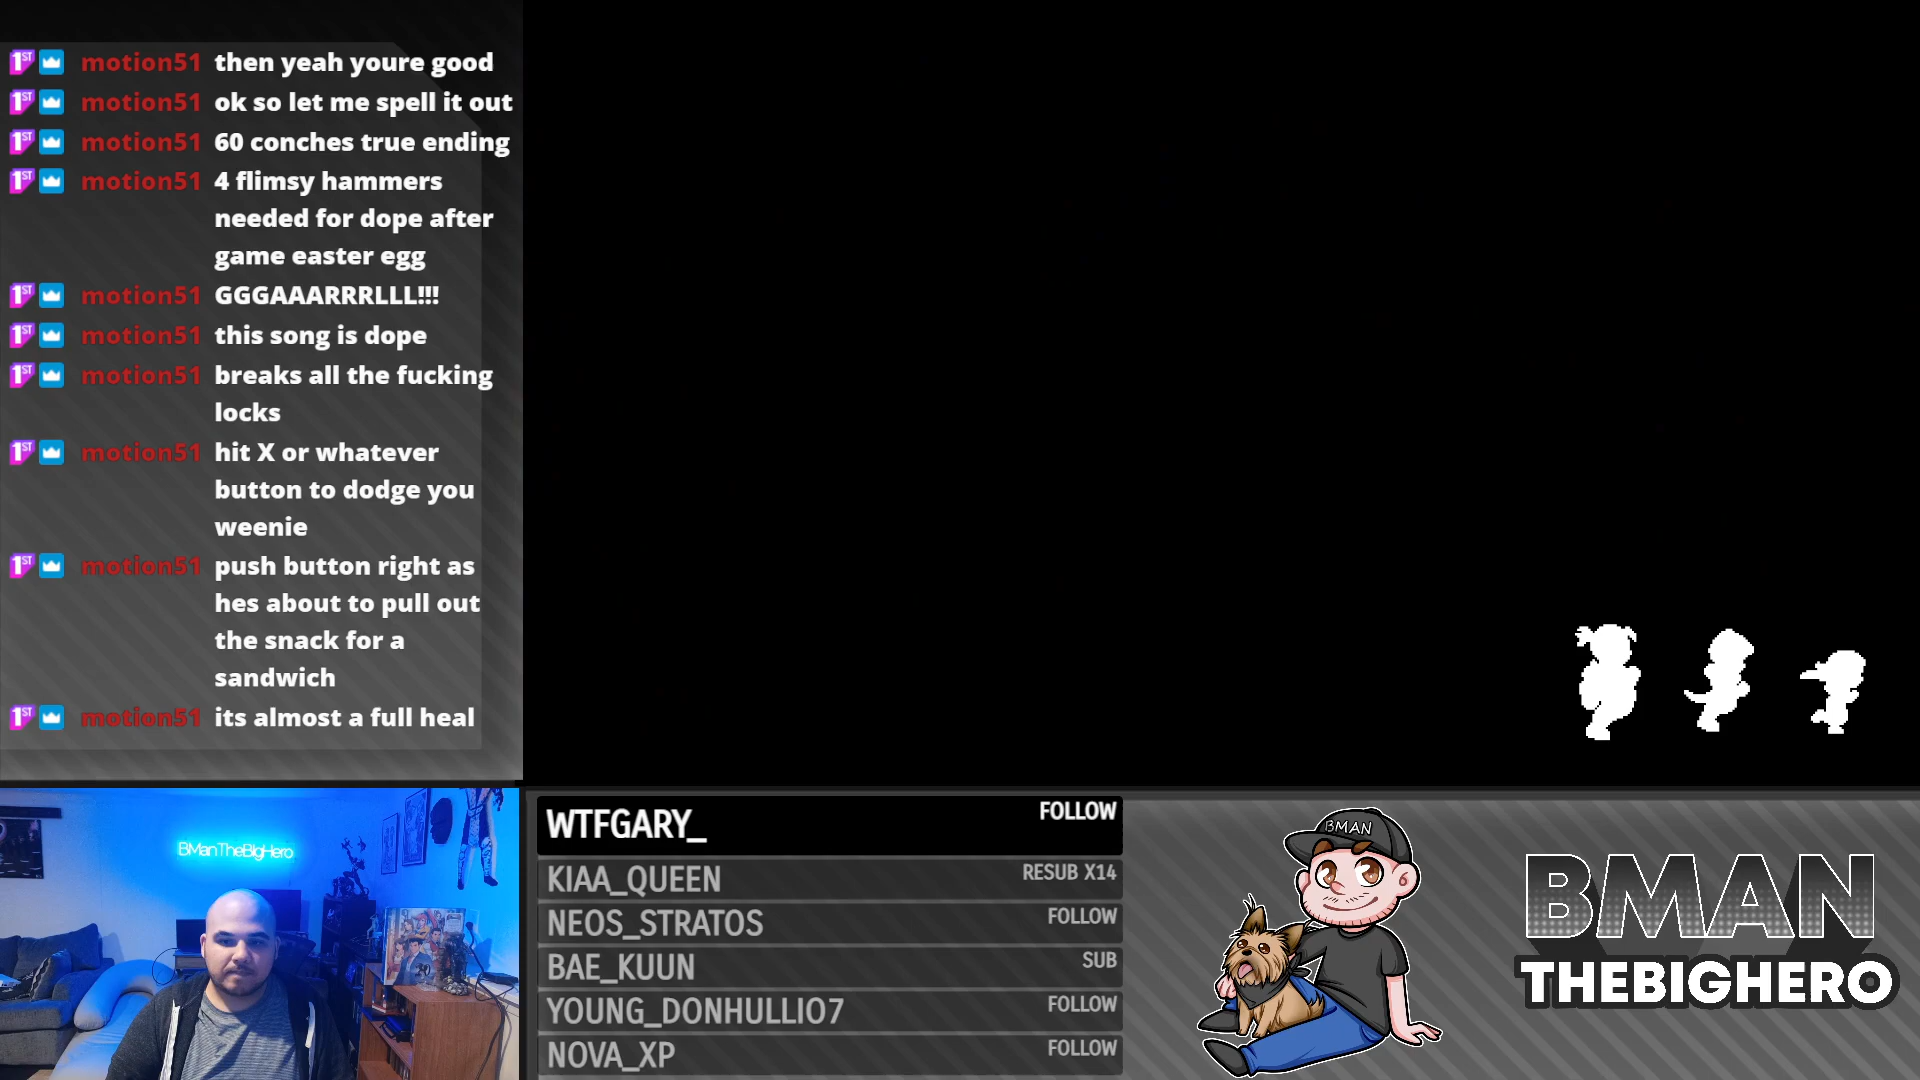 motion51 then yeah youre good
motion51 ok so let me spell it out
motion51 60 conches true ending
motion51 4 flimsy hammers
needed for dope after
game easter egg
motion51 GGGAAARRRLLL!!!
motion51 this song is dope
motion51 breaks all the fucking
locks
motion51 hit X or whatever
button to dodge you
weenie
motion51 push button right as
hes about to pull out
the snack for a
sandwich
motion51 its almost a full heal
BManTheBigHero
WTFGARY_ FOLLOW
KIAA_QUEEN RESUB X14
NEOS_STRATOS FOLLOW
BAE_KUUN SUB
YOUNG_DONHULLIO7 FOLLOW
NOVA_XP FOLLOW
BMAN
BMAN
THEBIGHERO